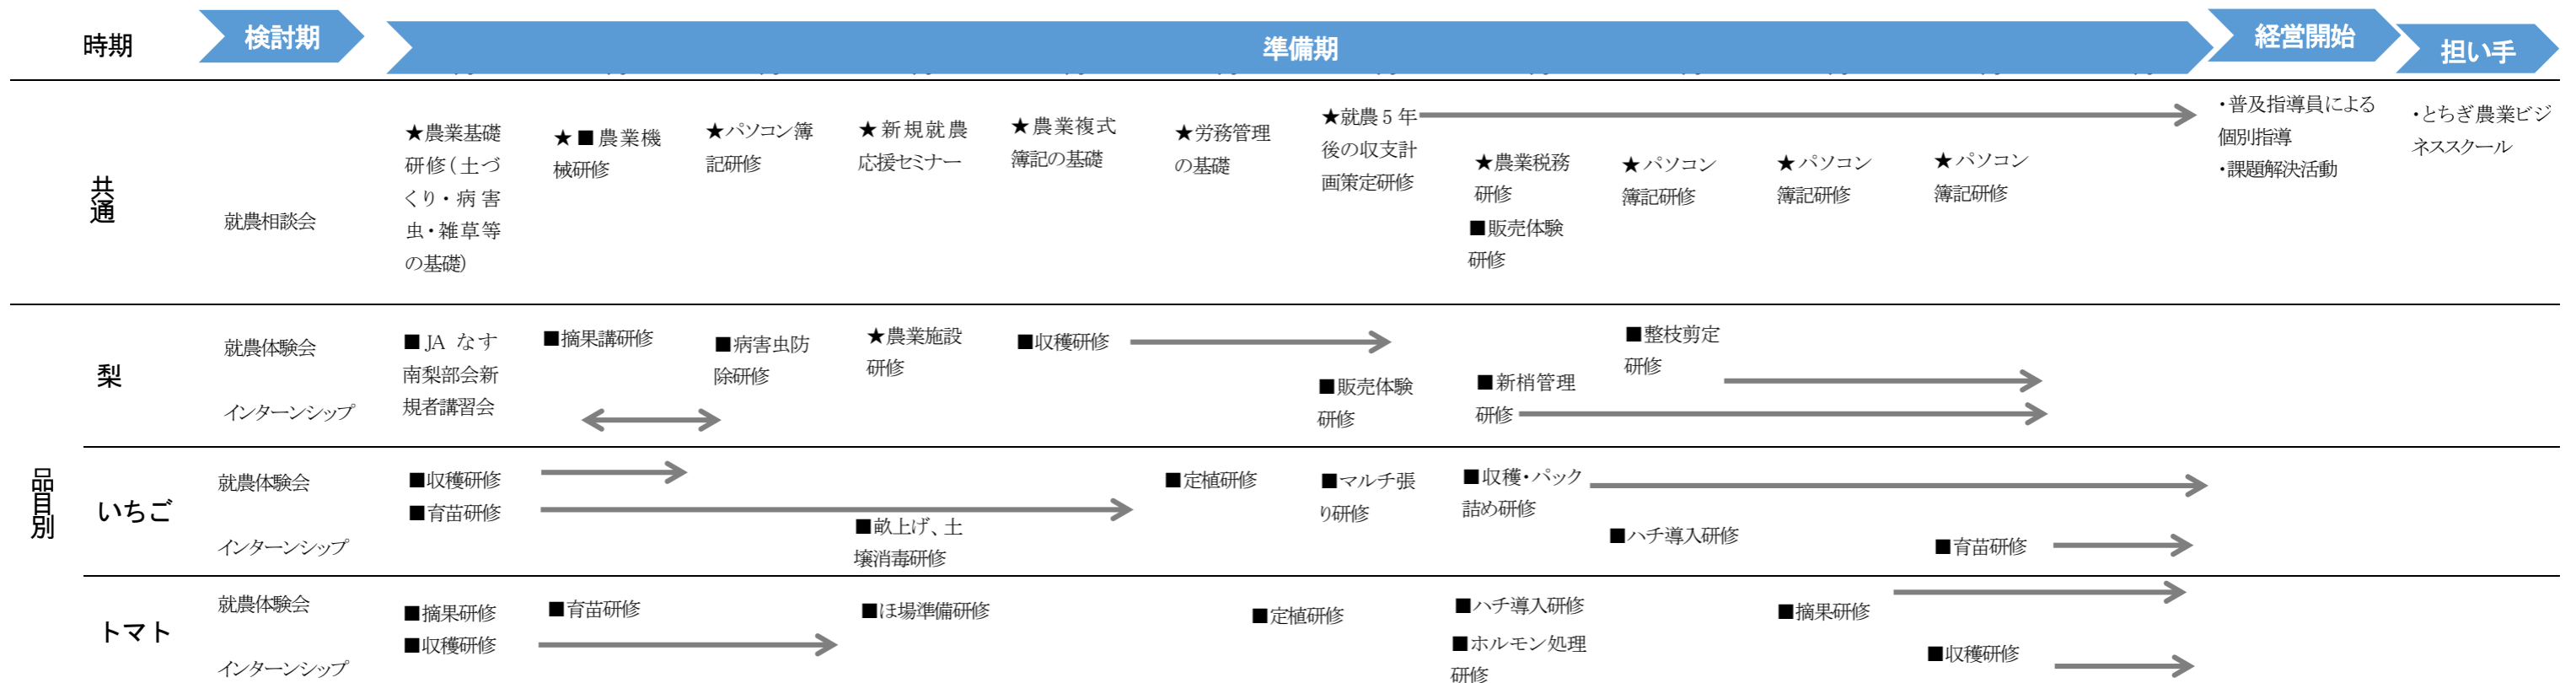 時期
検討期
準備期
経営開始
担い手
共通
就農相談会
★農業基礎
研修(土づ
くり・病害
虫・雑草等
の基礎)
★■農業機
械研修
★パソコン簿
記研修
★新規就農
応援セミナー
★農業複式
簿記の基礎
★労務管理
の基礎
★就農5年
後の収支計
画策定研修
★農業税務
研修
■販売体験
研修
★パソコン
簿記研修
★パソコン
簿記研修
★パソコン
簿記研修
・普及指導員による
個別指導
・課題解決活動
・とちぎ農業ビジ
ネススクール
品目別
梨
就農体験会
インターンシップ
■JAなす
南梨部会新
規者講習会
■摘果講研修
■病害虫防
除研修
★農業施設
研修
■収穫研修
■販売体験
研修
■新梢管理
研修
■整枝剪定
研修
いちご
就農体験会
インターンシップ
■収穫研修
■育苗研修
■畝上げ、土
壌消毒研修
■定植研修
■マルチ張
り研修
■収穫・パック
詰め研修
■ハチ導入研修
■育苗研修
トマト
就農体験会
インターンシップ
■摘果研修
■収穫研修
■育苗研修
■ほ場準備研修
■定植研修
■ハチ導入研修
■ホルモン処理
研修
■摘果研修
■収穫研修